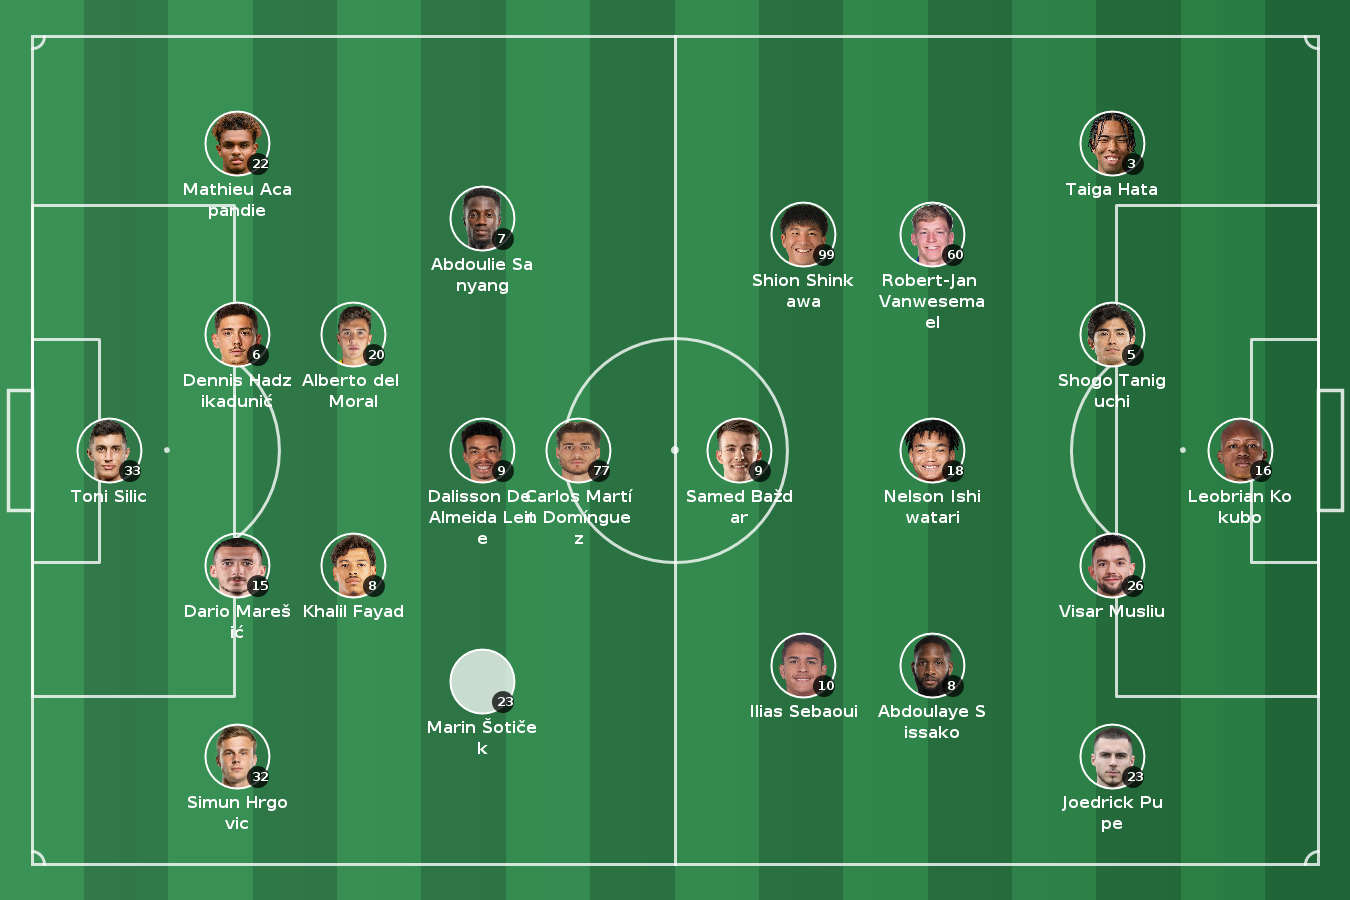 22
Mathieu Aca
pandie
3
Taiga Hata
7
Abdoulie Sa
nyang
99
Shion Shink
awa
60
Robert-Jan
Vanwesema
el
6
Dennis Hadz
ikadunić
20
Alberto del
Moral
5
Shogo Tanig
uchi
33
Toni Silic
9
Dalisson De
Almeida Leit
e
77
Carlos Martí
n Domíngue
z
9
Samed Bažd
ar
18
Nelson Ishi
watari
16
Leobrian Ko
kubo
15
Dario Mareš
ić
8
Khalil Fayad
26
Visar Musliu
23
Marin Šotiče
k
10
Ilias Sebaoui
8
Abdoulaye S
issako
32
Simun Hrgo
vic
23
Joedrick Pu
pe